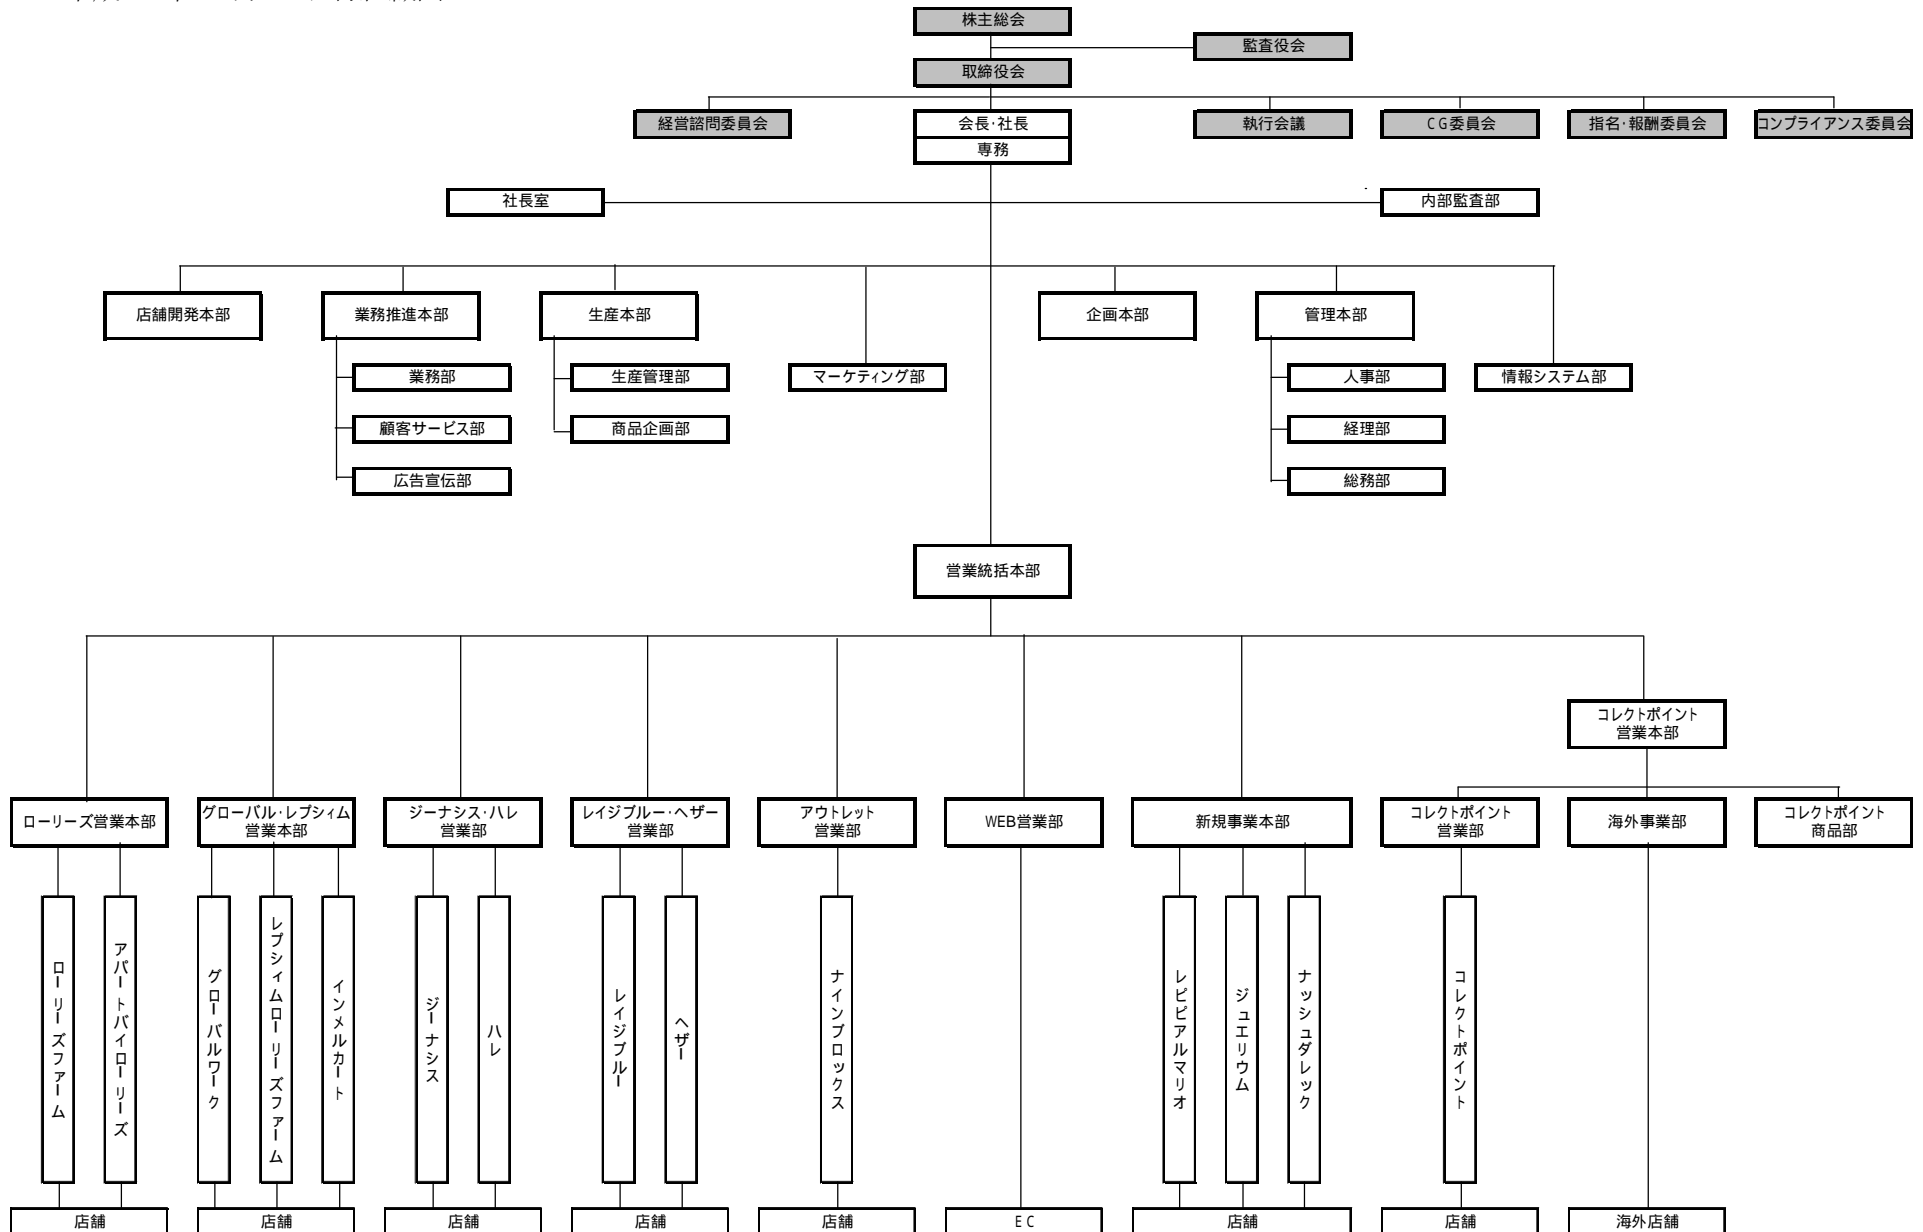 株主総会
監査役会
取締役会
経営諮問委員会
会長・社長
執行会議
CG委員会
指名・報酬委員会
コンプライアンス委員会
専務
社長室
内部監査部
店舗開発本部
業務推進本部
生産本部
企画本部
管理本部
業務部
生産管理部
マーケティング部
人事部
情報システム部
顧客サービス部
商品企画部
経理部
広告宣伝部
総務部
営業統括本部
コレクトポイント
営業本部
ローリーズ営業本部
グローバル・レプシィム
営業本部
ジーナシス・ハレ
営業部
レイジブルー・ヘザー
営業部
アウトレット
営業部
WEB営業部
新規事業本部
コレクトポイント
営業部
海外事業部
コレクトポイント
商品部
ローリーズファーム
アパートバイローリーズ
グローバルワーク
レプシィムローリーズファーム
インメルカート
ジーナシス
ハレ
レイジブルー
ヘザー
ナインブロックス
レピピアルマリオ
ジュエリウム
ナッシュダレック
コレクトポイント
店舗
店舗
店舗
店舗
店舗
EC
店舗
店舗
海外店舗